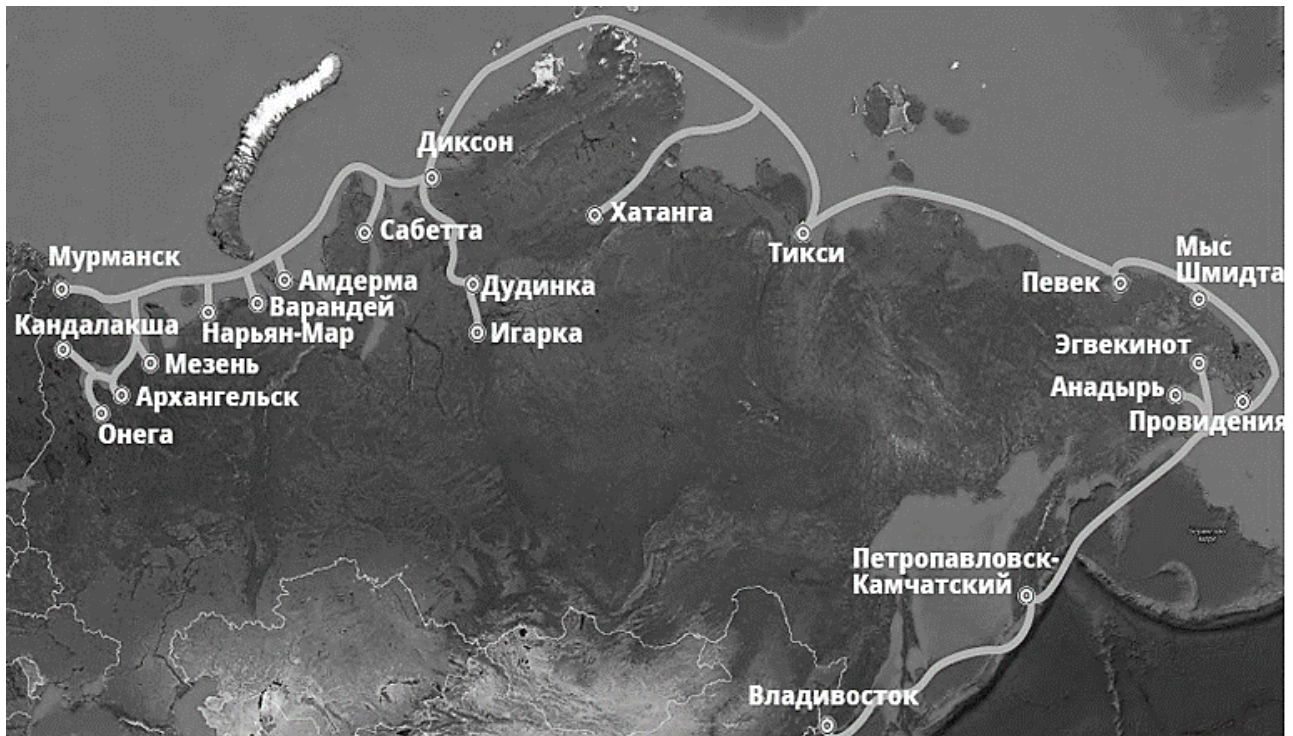 Диксон
Сабетта
Хатанга
Мурманск
Амдерма
Варандей
Нарьян-Мар
Кандалакша
Мезень
Архангельск
Онега
Дудинка
Игарка
Тикси
Певек
Мыс
Шмидта
Эгвекинот
Анадырь
Провидения
Петропавловск-
Камчатский
Владивосток